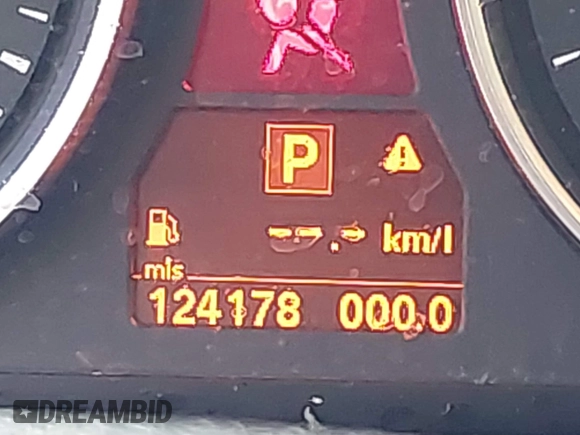 P
--.- km/l
mls
124178 000.0
DREAMBID